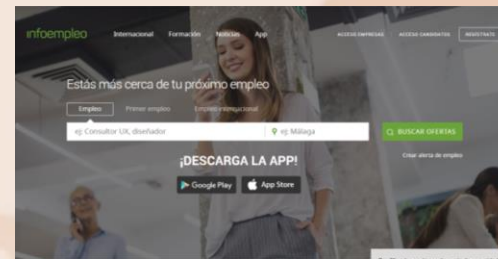 infoempleo
Internacional Formación Noticias App ACCESO EMPRESAS ACCESO CANDIDATOS REGÍSTRATE
Estás más cerca de tu próximo empleo
Empleo Primer empleo Empleo internacional
ej: Consultor UX, diseñador ej: Málaga BUSCAR OFERTAS
Crear alerta de empleo
¡DESCARGA LA APP!
Google Play App Store